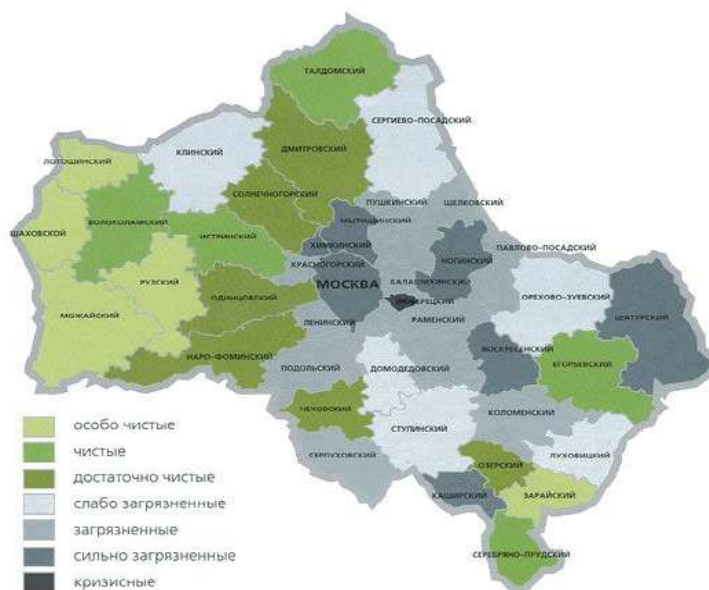 ТАЛДОМСКИЙ
СЕРГИЕВО-ПОСАДСКИЙ
КЛИНСКИЙ
ДМИТРОВСКИЙ
ЛОТОШИНСКИЙ
СОЛНЕЧНОГОРСКИЙ
ПУШКИНСКИЙ
ЩЕЛКОВСКИЙ
ВОЛОКОЛАМСКИЙ
МЫТИЩИНСКИЙ
ШАХОВСКОЙ
ИСТРИНСКИЙ
ХИМКИНСКИЙ
ПАВЛОВО-ПОСАДСКИЙ
НОГИНСКИЙ
КРАСНОГОРСКИЙ
РУЗСКИЙ
МОСКВА
БАЛАШИХИНСКИЙ
ОДИНЦОВСКИЙ
ЛЮБЕРЕЦКИЙ
ОРЕХОВО-ЗУЕВСКИЙ
МОЖАЙСКИЙ
ЛЕНИНСКИЙ
РАМЕНСКИЙ
ШАТУРСКИЙ
ВОСКРЕСЕНСКИЙ
НАРО-ФОМИНСКИЙ
ПОДОЛЬСКИЙ
ДОМОДЕДОВСКИЙ
ЕГОРЬЕВСКИЙ
ЧЕХОВСКИЙ
КОЛОМЕНСКИЙ
СТУПИНСКИЙ
СЕРПУХОВСКИЙ
ЛУХОВИЦКИЙ
ОЗЕРСКИЙ
КАШИРСКИЙ
ЗАРАЙСКИЙ
СЕРЕБРЯНО-ПРУДСКИЙ
особо чистые
чистые
достаточно чистые
слабо загрязненные
загрязненные
сильно загрязненные
кризисные